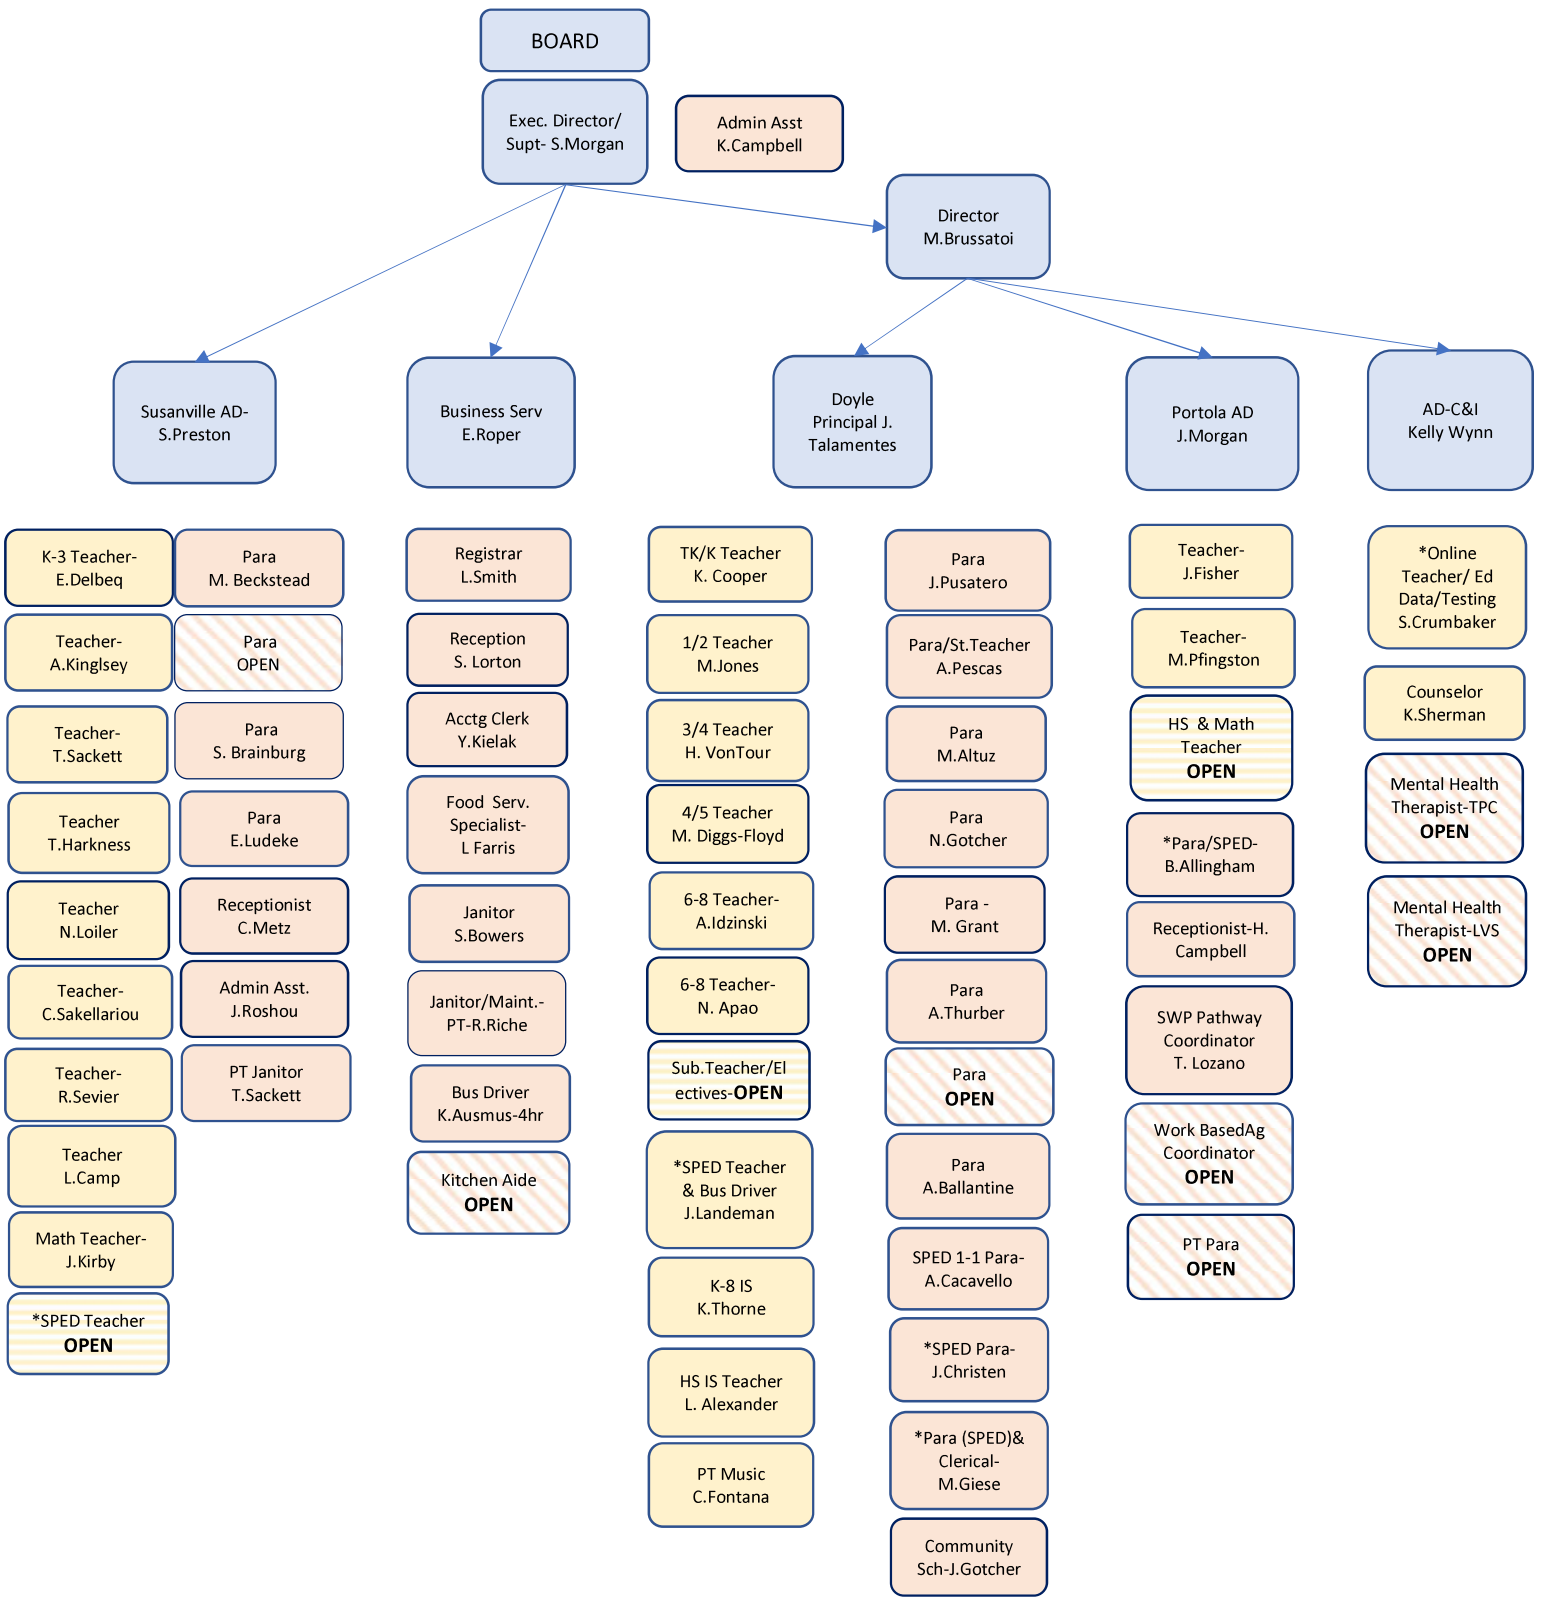 BOARD
Exec. Director/
Supt- S.Morgan
Admin Asst
K.Campbell
Director
M.Brussatoi
Susanville AD-
S.Preston
Business Serv
E.Roper
Doyle
Principal J.
Talamentes
Portola AD
J.Morgan
AD-C&I
Kelly Wynn
K-3 Teacher-
E.Delbeq
Teacher-
A.Kinglsey
Teacher-
T.Sackett
Teacher
T.Harkness
Teacher
N.Loiler
Teacher-
C.Sakellariou
Teacher-
R.Sevier
Teacher
L.Camp
Math Teacher-
J.Kirby
*SPED Teacher
OPEN
Para
M. Beckstead
Para
OPEN
Para
S. Brainburg
Para
E.Ludeke
Receptionist
C.Metz
Admin Asst.
J.Roshou
PT Janitor
T.Sackett
Registrar
L.Smith
Reception
S. Lorton
Acctg Clerk
Y.Kielak
Food  Serv.
Specialist-
L Farris
Janitor
S.Bowers
Janitor/Maint.-
PT-R.Riche
Bus Driver
K.Ausmus-4hr
Kitchen Aide
OPEN
TK/K Teacher
K. Cooper
1/2 Teacher
M.Jones
3/4 Teacher
H. VonTour
4/5 Teacher
M. Diggs-Floyd
6-8 Teacher-
A.Idzinski
6-8 Teacher-
N. Apao
Sub.Teacher/El
ectives-OPEN
*SPED Teacher
& Bus Driver
J.Landeman
K-8 IS
K.Thorne
HS IS Teacher
L. Alexander
PT Music
C.Fontana
Para
J.Pusatero
Para/St.Teacher
A.Pescas
Para
M.Altuz
Para
N.Gotcher
Para -
M. Grant
Para
A.Thurber
Para
OPEN
Para
A.Ballantine
SPED 1-1 Para-
A.Cacavello
*SPED Para-
J.Christen
*Para (SPED)&
Clerical-
M.Giese
Community
Sch-J.Gotcher
Teacher-
J.Fisher
Teacher-
M.Pfingston
HS  & Math
Teacher
OPEN
*Para/SPED-
B.Allingham
Receptionist-H.
Campbell
SWP Pathway
Coordinator
T. Lozano
Work BasedAg
Coordinator
OPEN
PT Para
OPEN
*Online
Teacher/ Ed
Data/Testing
S.Crumbaker
Counselor
K.Sherman
Mental Health
Therapist-TPC
OPEN
Mental Health
Therapist-LVS
OPEN